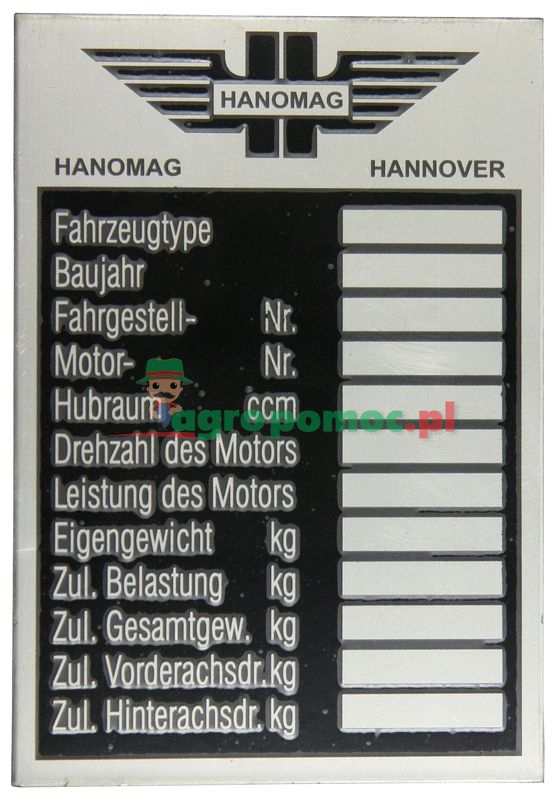 HANOMAG
HANOMAG HANNOVER
Fahrzeugtype
Baujahr
Fahrgestell- Nr.
Motor- Nr.
Hubraum ccm
agropomoc.pl
Drehzahl des Motors
Leistung des Motors
Eigengewicht kg
Zul. Belastung kg
Zul. Gesamtgew. kg
Zul. Vorderachsdr. kg
Zul. Hinterachsdr. kg